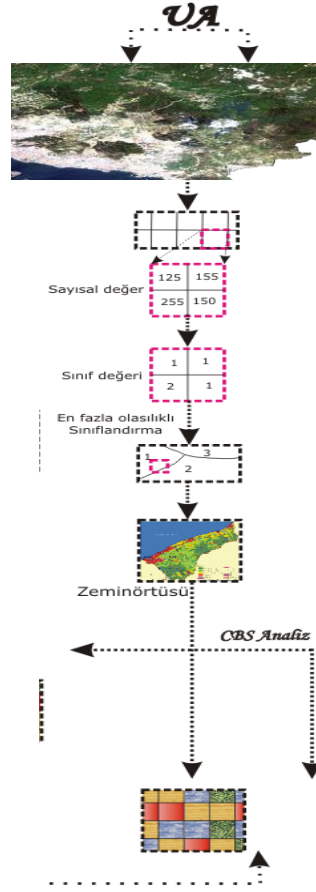 UA
125 155
Sayısal değer
255 150
1 1
Sınıf değeri
2 1
En fazla olasılıklı
Sınıflandırma
1 3
2
Zeminörtüsü
CBS Analiz